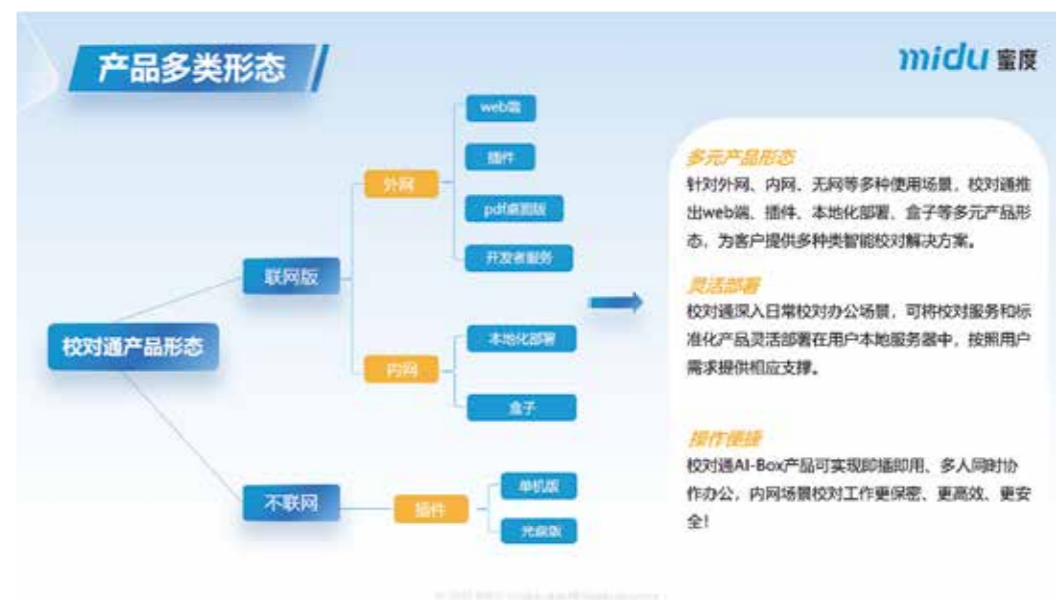 产品多类形态
midu 蜜度
web端
插件
外网
pdf桌面版
开发者服务
联网版
校对通产品形态
本地化部署
内网
盒子
不联网
插件
单机版
光盘版
多元产品形态
针对外网、内网、无网等多种使用场景，校对通推
出web端、插件、本地化部署、盒子等多元产品形
态，为客户提供多种类智能校对解决方案。
灵活部署
校对通深入日常校对办公场景，可将校对服务和标
准化产品灵活部署在用户本地服务器中，按照用户
需求提供相应支撑。
操作便捷
校对通AI-Box产品可实现即插即用、多人同时协
作办公，内网场景校对工作更保密、更高效、更安
全！